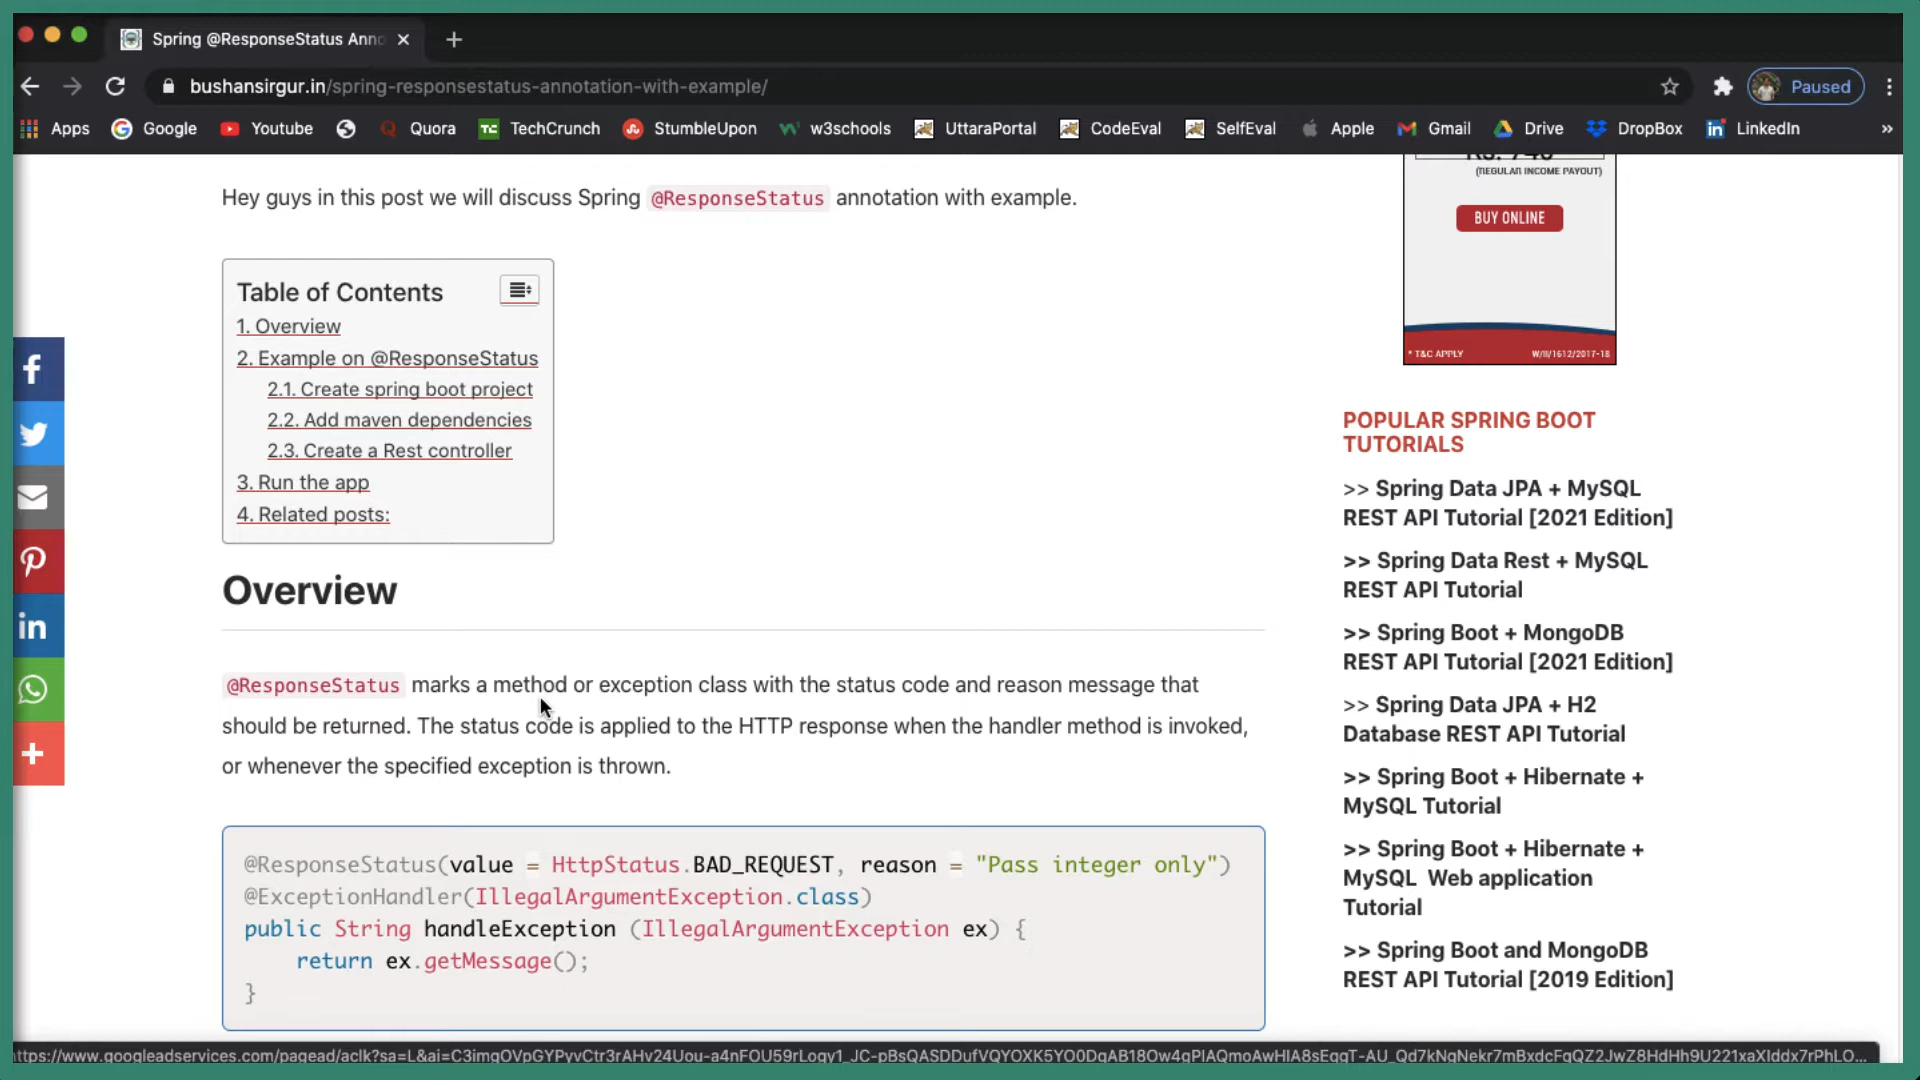 Spring @ResponseStatus Anno
bushansirgur.in/spring-responsestatus-annotation-with-example/
Paused
Apps Google Youtube Quora TechCrunch StumbleUpon w3schools UttaraPortal CodeEval SelfEval Apple Gmail Drive DropBox LinkedIn »
Hey guys in this post we will discuss Spring @ResponseStatus annotation with example.
Table of Contents
1. Overview
2. Example on @ResponseStatus
2.1. Create spring boot project
2.2. Add maven dependencies
2.3. Create a Rest controller
3. Run the app
4. Related posts:
Overview
@ResponseStatus marks a method or exception class with the status code and reason message that
should be returned. The status code is applied to the HTTP response when the handler method is invoked,
or whenever the specified exception is thrown.
@ResponseStatus(value = HttpStatus.BAD_REQUEST, reason = "Pass integer only")
@ExceptionHandler(IllegalArgumentException.class)
public String handleException (IllegalArgumentException ex) {
return ex.getMessage();
}
(REGULAR INCOME PAYOUT)
BUY ONLINE
* T&C APPLY W/II/1612/2017-18
POPULAR SPRING BOOT
TUTORIALS
>> Spring Data JPA + MySQL
REST API Tutorial [2021 Edition]
>> Spring Data Rest + MySQL
REST API Tutorial
>> Spring Boot + MongoDB
REST API Tutorial [2021 Edition]
>> Spring Data JPA + H2
Database REST API Tutorial
>> Spring Boot + Hibernate +
MySQL Tutorial
>> Spring Boot + Hibernate +
MySQL Web application
Tutorial
>> Spring Boot and MongoDB
REST API Tutorial [2019 Edition]